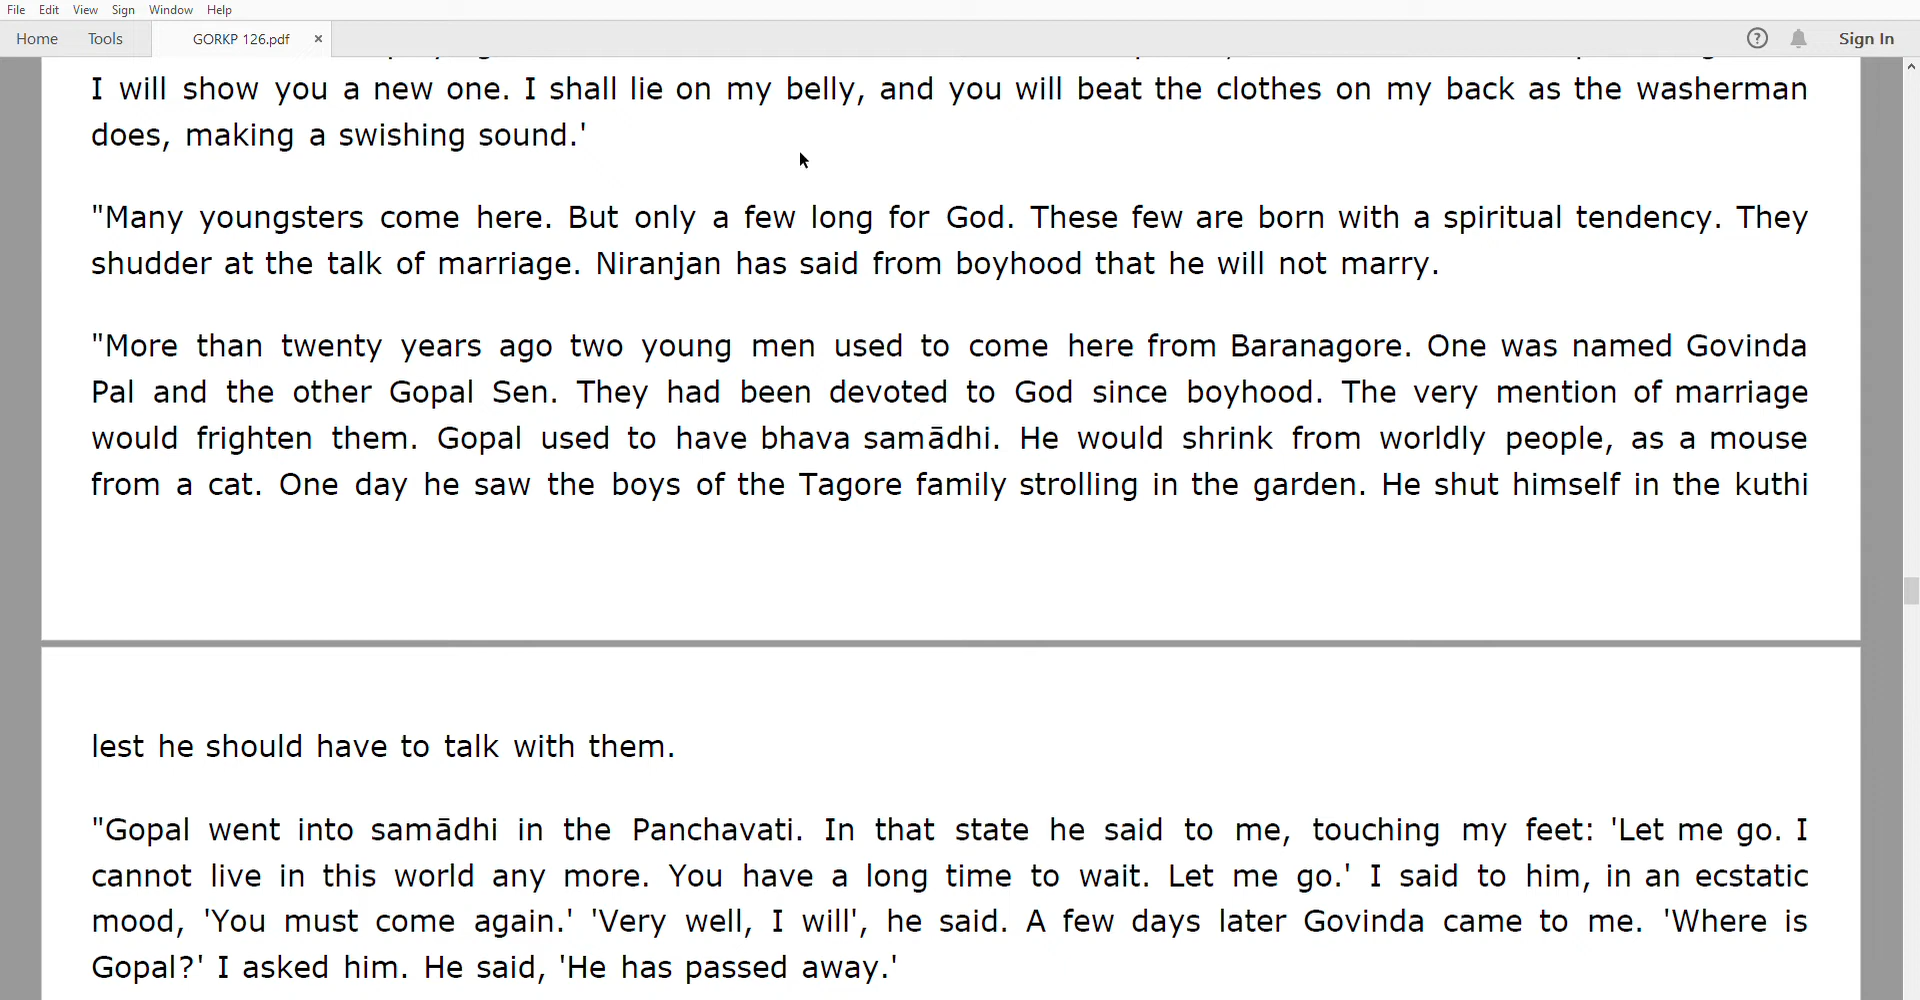 File Edit View Sign Window Help
Home Tools GORKP 126.pdf × ? Sign In
I will show you a new one. I shall lie on my belly, and you will beat the clothes on my back as the washerman
does, making a swishing sound.'
"Many youngsters come here. But only a few long for God. These few are born with a spiritual tendency. They
shudder at the talk of marriage. Niranjan has said from boyhood that he will not marry.
"More than twenty years ago two young men used to come here from Baranagore. One was named Govinda
Pal and the other Gopal Sen. They had been devoted to God since boyhood. The very mention of marriage
would frighten them. Gopal used to have bhava samādhi. He would shrink from worldly people, as a mouse
from a cat. One day he saw the boys of the Tagore family strolling in the garden. He shut himself in the kuthi
lest he should have to talk with them.
"Gopal went into samādhi in the Panchavati. In that state he said to me, touching my feet: 'Let me go. I
cannot live in this world any more. You have a long time to wait. Let me go.' I said to him, in an ecstatic
mood, 'You must come again.' 'Very well, I will', he said. A few days later Govinda came to me. 'Where is
Gopal?' I asked him. He said, 'He has passed away.'